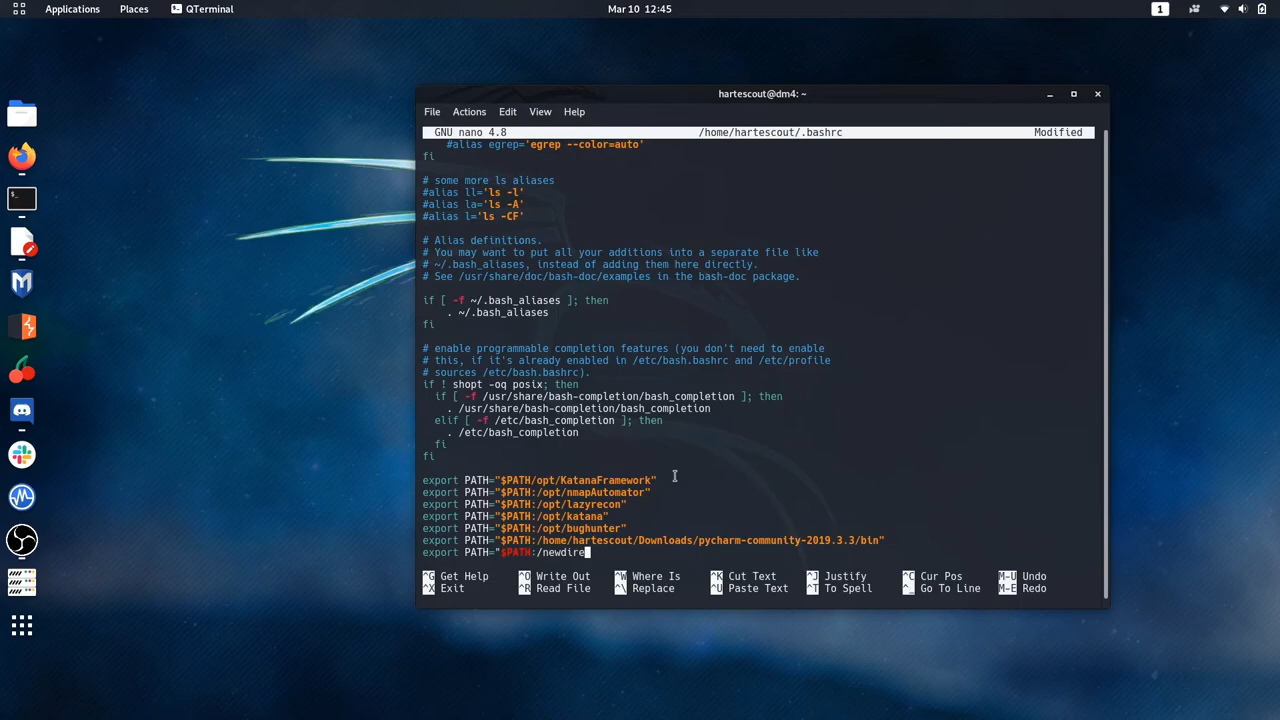 Applications Places QTerminal Mar 10 12:45 1
hartescout@dm4: ~
File Actions Edit View Help
GNU nano 4.8 /home/hartescout/.bashrc Modified
#alias egrep='egrep --color=auto'
fi
# some more ls aliases
#alias ll='ls -l'
#alias la='ls -A'
#alias l='ls -CF'
# Alias definitions.
# You may want to put all your additions into a separate file like
# ~/.bash_aliases, instead of adding them here directly.
# See /usr/share/doc/bash-doc/examples in the bash-doc package.
if [ -f ~/.bash_aliases ]; then
. ~/.bash_aliases
fi
# enable programmable completion features (you don't need to enable
# this, if it's already enabled in /etc/bash.bashrc and /etc/profile
# sources /etc/bash.bashrc).
if ! shopt -oq posix; then
if [ -f /usr/share/bash-completion/bash_completion ]; then
. /usr/share/bash-completion/bash_completion
elif [ -f /etc/bash_completion ]; then
. /etc/bash_completion
fi
fi
export PATH="$PATH/opt/KatanaFramework"
export PATH="$PATH:/opt/nmapAutomator"
export PATH="$PATH:/opt/lazyrecon"
export PATH="$PATH:/opt/katana"
export PATH="$PATH:/opt/bughunter"
export PATH="$PATH:/home/hartescout/Downloads/pycharm-community-2019.3.3/bin"
export PATH="$PATH:/newdire
^G Get Help ^O Write Out ^W Where Is ^K Cut Text ^J Justify ^C Cur Pos M-U Undo
^X Exit ^R Read File ^\ Replace ^U Paste Text ^T To Spell ^_ Go To Line M-E Redo